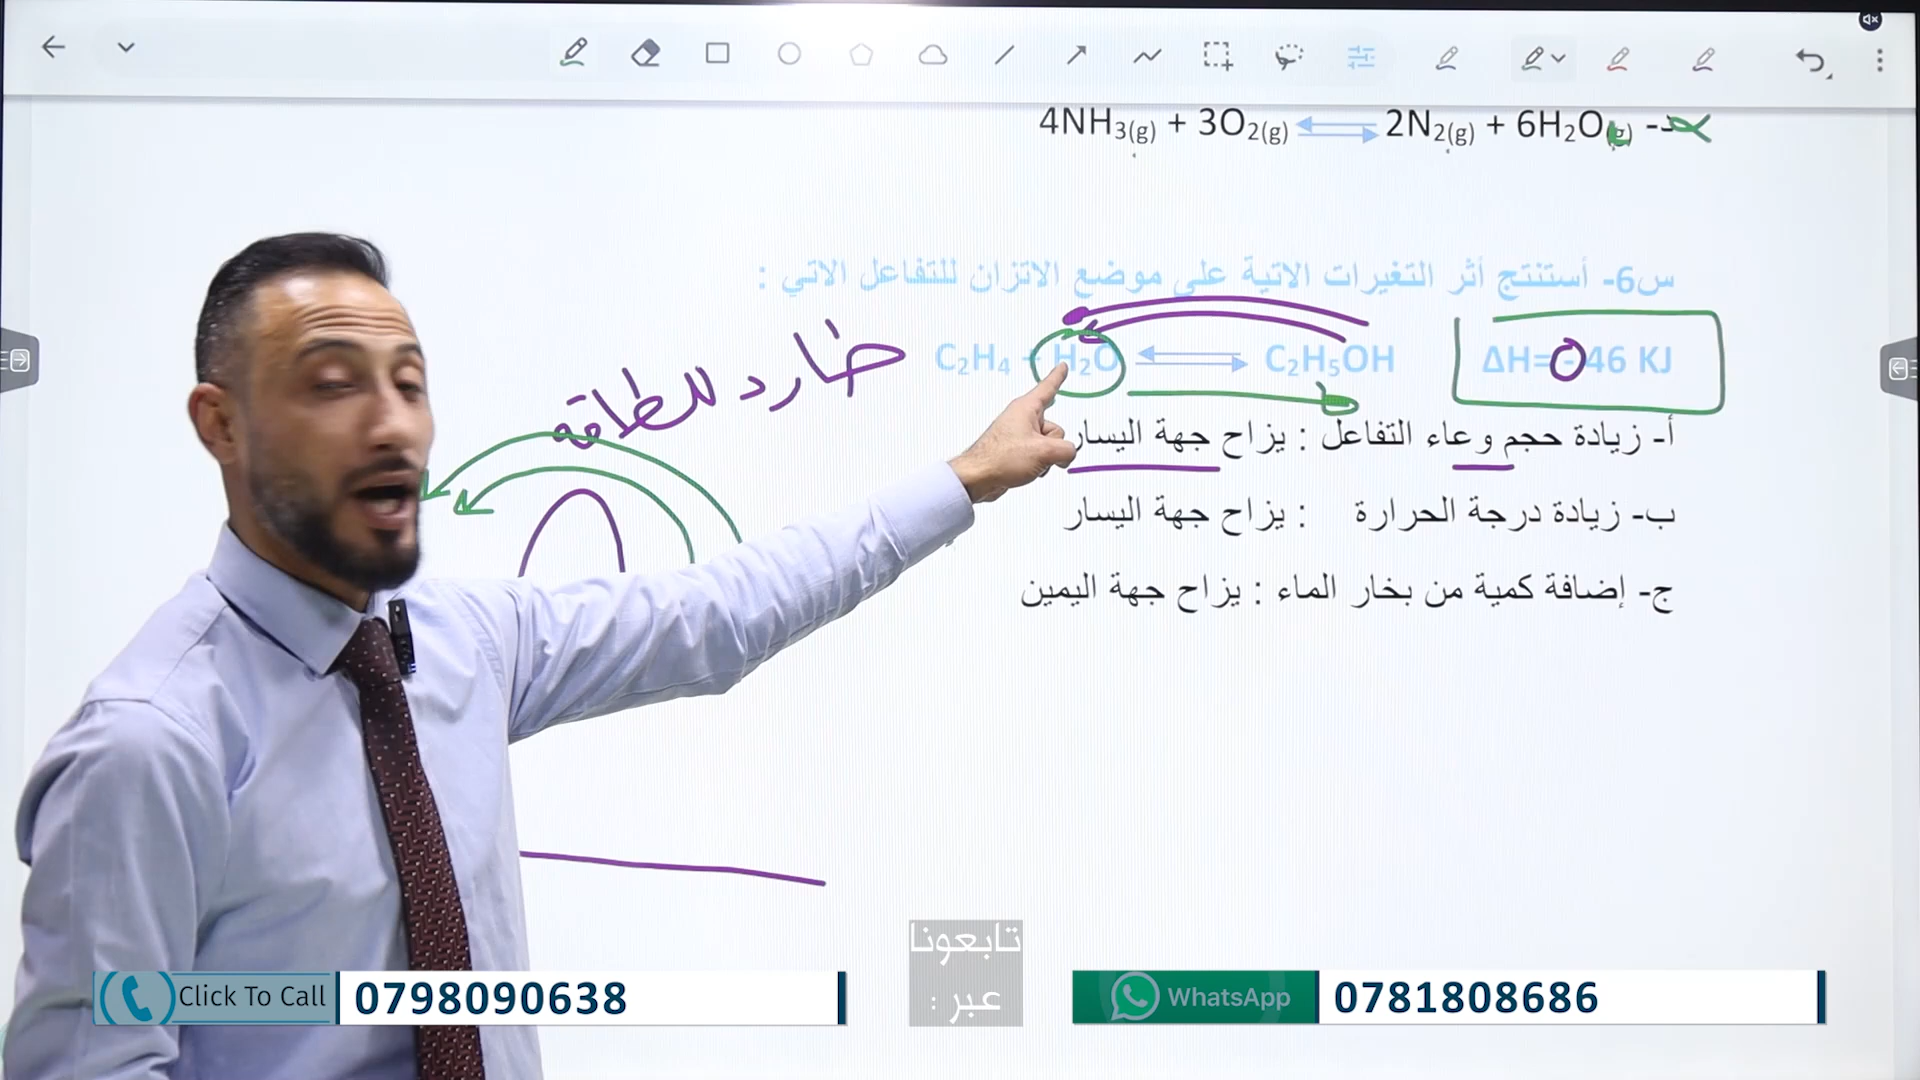 4NH3(g) + 3O2(g) ⇌ 2N2(g) + 6H2O(g) -د
س6- أستنتج أثر التغيرات الاتية على موضع الاتزان للتفاعل الاتي :
C2H4 + H2O ⇌ C2H5OH ΔH= - 46 KJ
طارد للطاقه
أ- زيادة حجم وعاء التفاعل : يزاح جهة اليسار
ب- زيادة درجة الحرارة : يزاح جهة اليسار
ج- إضافة كمية من بخار الماء : يزاح جهة اليمين
تابعونا
عبر :
Click To Call 0798090638
WhatsApp 0781808686